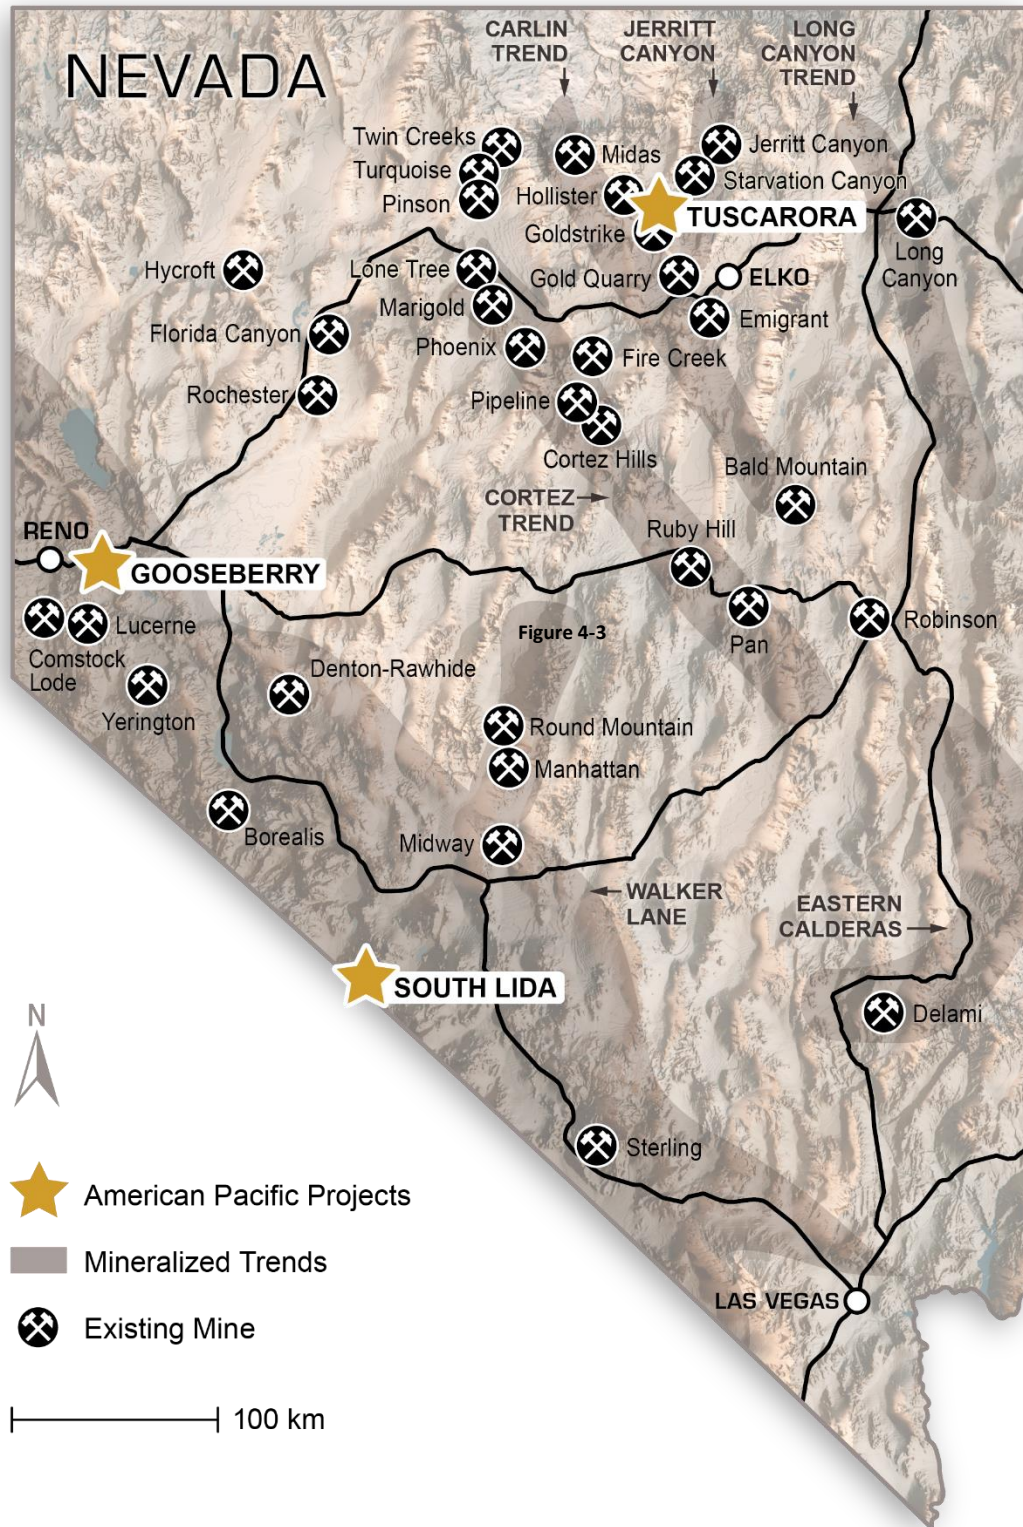 NEVADA
CARLIN
TREND
JERRITT
CANYON
LONG
CANYON
TREND
Twin Creeks
Turquoise
Pinson
Midas
Hollister
Jerritt Canyon
Starvation Canyon
TUSCARORA
Goldstrike
Long
Canyon
Hycroft
Lone Tree
Gold Quarry
ELKO
Marigold
Emigrant
Florida Canyon
Phoenix
Fire Creek
Rochester
Pipeline
Cortez Hills
Bald Mountain
CORTEZ
TREND
Ruby Hill
RENO
GOOSEBERRY
Lucerne
Figure 4-3
Pan
Robinson
Comstock
Lode
Denton-Rawhide
Yerington
Round Mountain
Manhattan
Borealis
Midway
WALKER
LANE
EASTERN
CALDERAS
SOUTH LIDA
Delami
N
Sterling
American Pacific Projects
Mineralized Trends
LAS VEGAS
Existing Mine
100 km